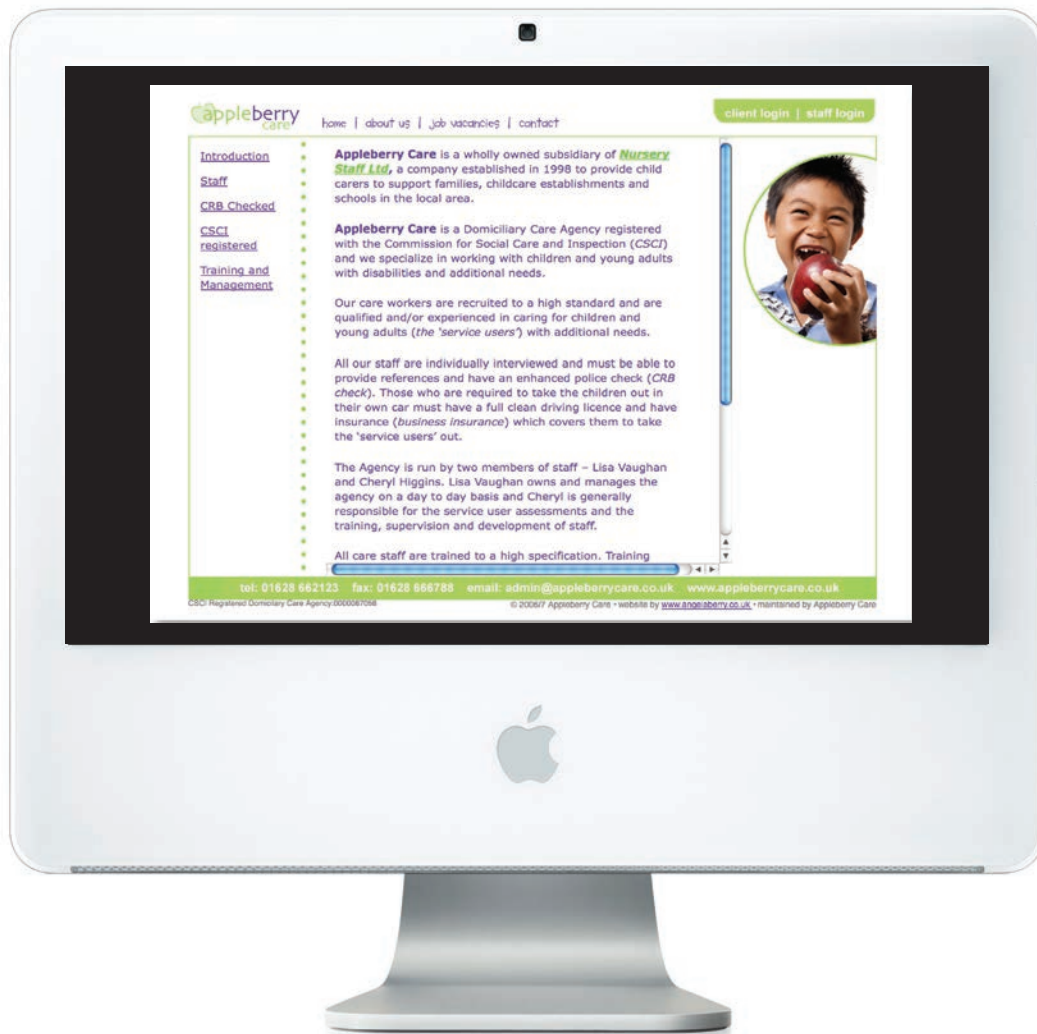 appleberry
care
home | about us | job vacancies | contact
client login | staff login
Introduction
Staff
CRB Checked
CSCI
registered
Training and
Management
Appleberry Care is a wholly owned subsidiary of Nursery
Staff Ltd, a company established in 1998 to provide child
carers to support families, childcare establishments and
schools in the local area.
Appleberry Care is a Domiciliary Care Agency registered
with the Commission for Social Care and Inspection (CSCI)
and we specialize in working with children and young adults
with disabilities and additional needs.
Our care workers are recruited to a high standard and are
qualified and/or experienced in caring for children and
young adults (the ‘service users’) with additional needs.
All our staff are individually interviewed and must be able to
provide references and have an enhanced police check (CRB
check). Those who are required to take the children out in
their own car must have a full clean driving licence and have
insurance (business insurance) which covers them to take
the ‘service users’ out.
The Agency is run by two members of staff – Lisa Vaughan
and Cheryl Higgins. Lisa Vaughan owns and manages the
agency on a day to day basis and Cheryl is generally
responsible for the service user assessments and the
training, supervision and development of staff.
All care staff are trained to a high specification. Training
tel: 01628 662123 fax: 01628 666788 email: admin@appleberrycare.co.uk www.appleberrycare.co.uk
CSCI Registered Domiciliary Care Agency:
© 2006/7 Appleberry Care • website by www.angelaberry.co.uk • maintained by Appleberry Care